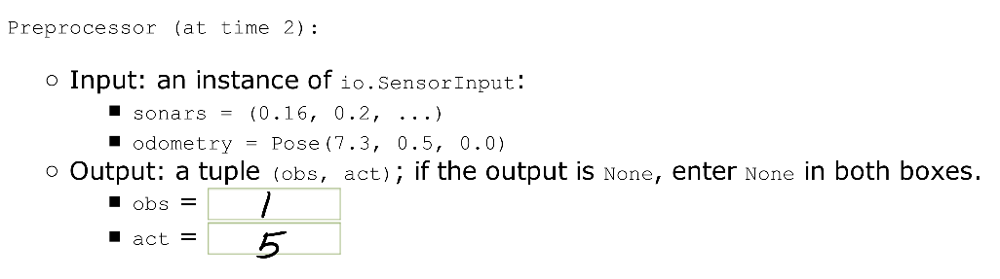 Preprocessor (at time 2):
○ Input: an instance of io.SensorInput:
■ sonars = (0.16, 0.2, ...)
■ odometry = Pose(7.3, 0.5, 0.0)
○ Output: a tuple (obs, act); if the output is None, enter None in both boxes.
■ obs = 1
■ act = 5